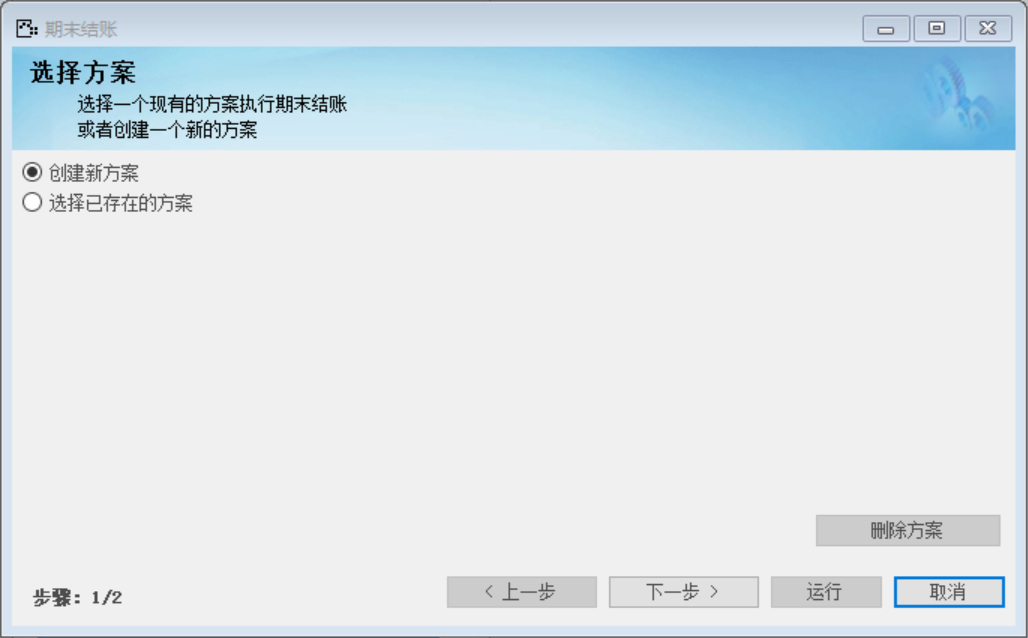 期末结账
选择方案
选择一个现有的方案执行期末结账
或者创建一个新的方案
创建新方案
选择已存在的方案
删除方案
步骤: 1/2
< 上一步
下一步 >
运行
取消